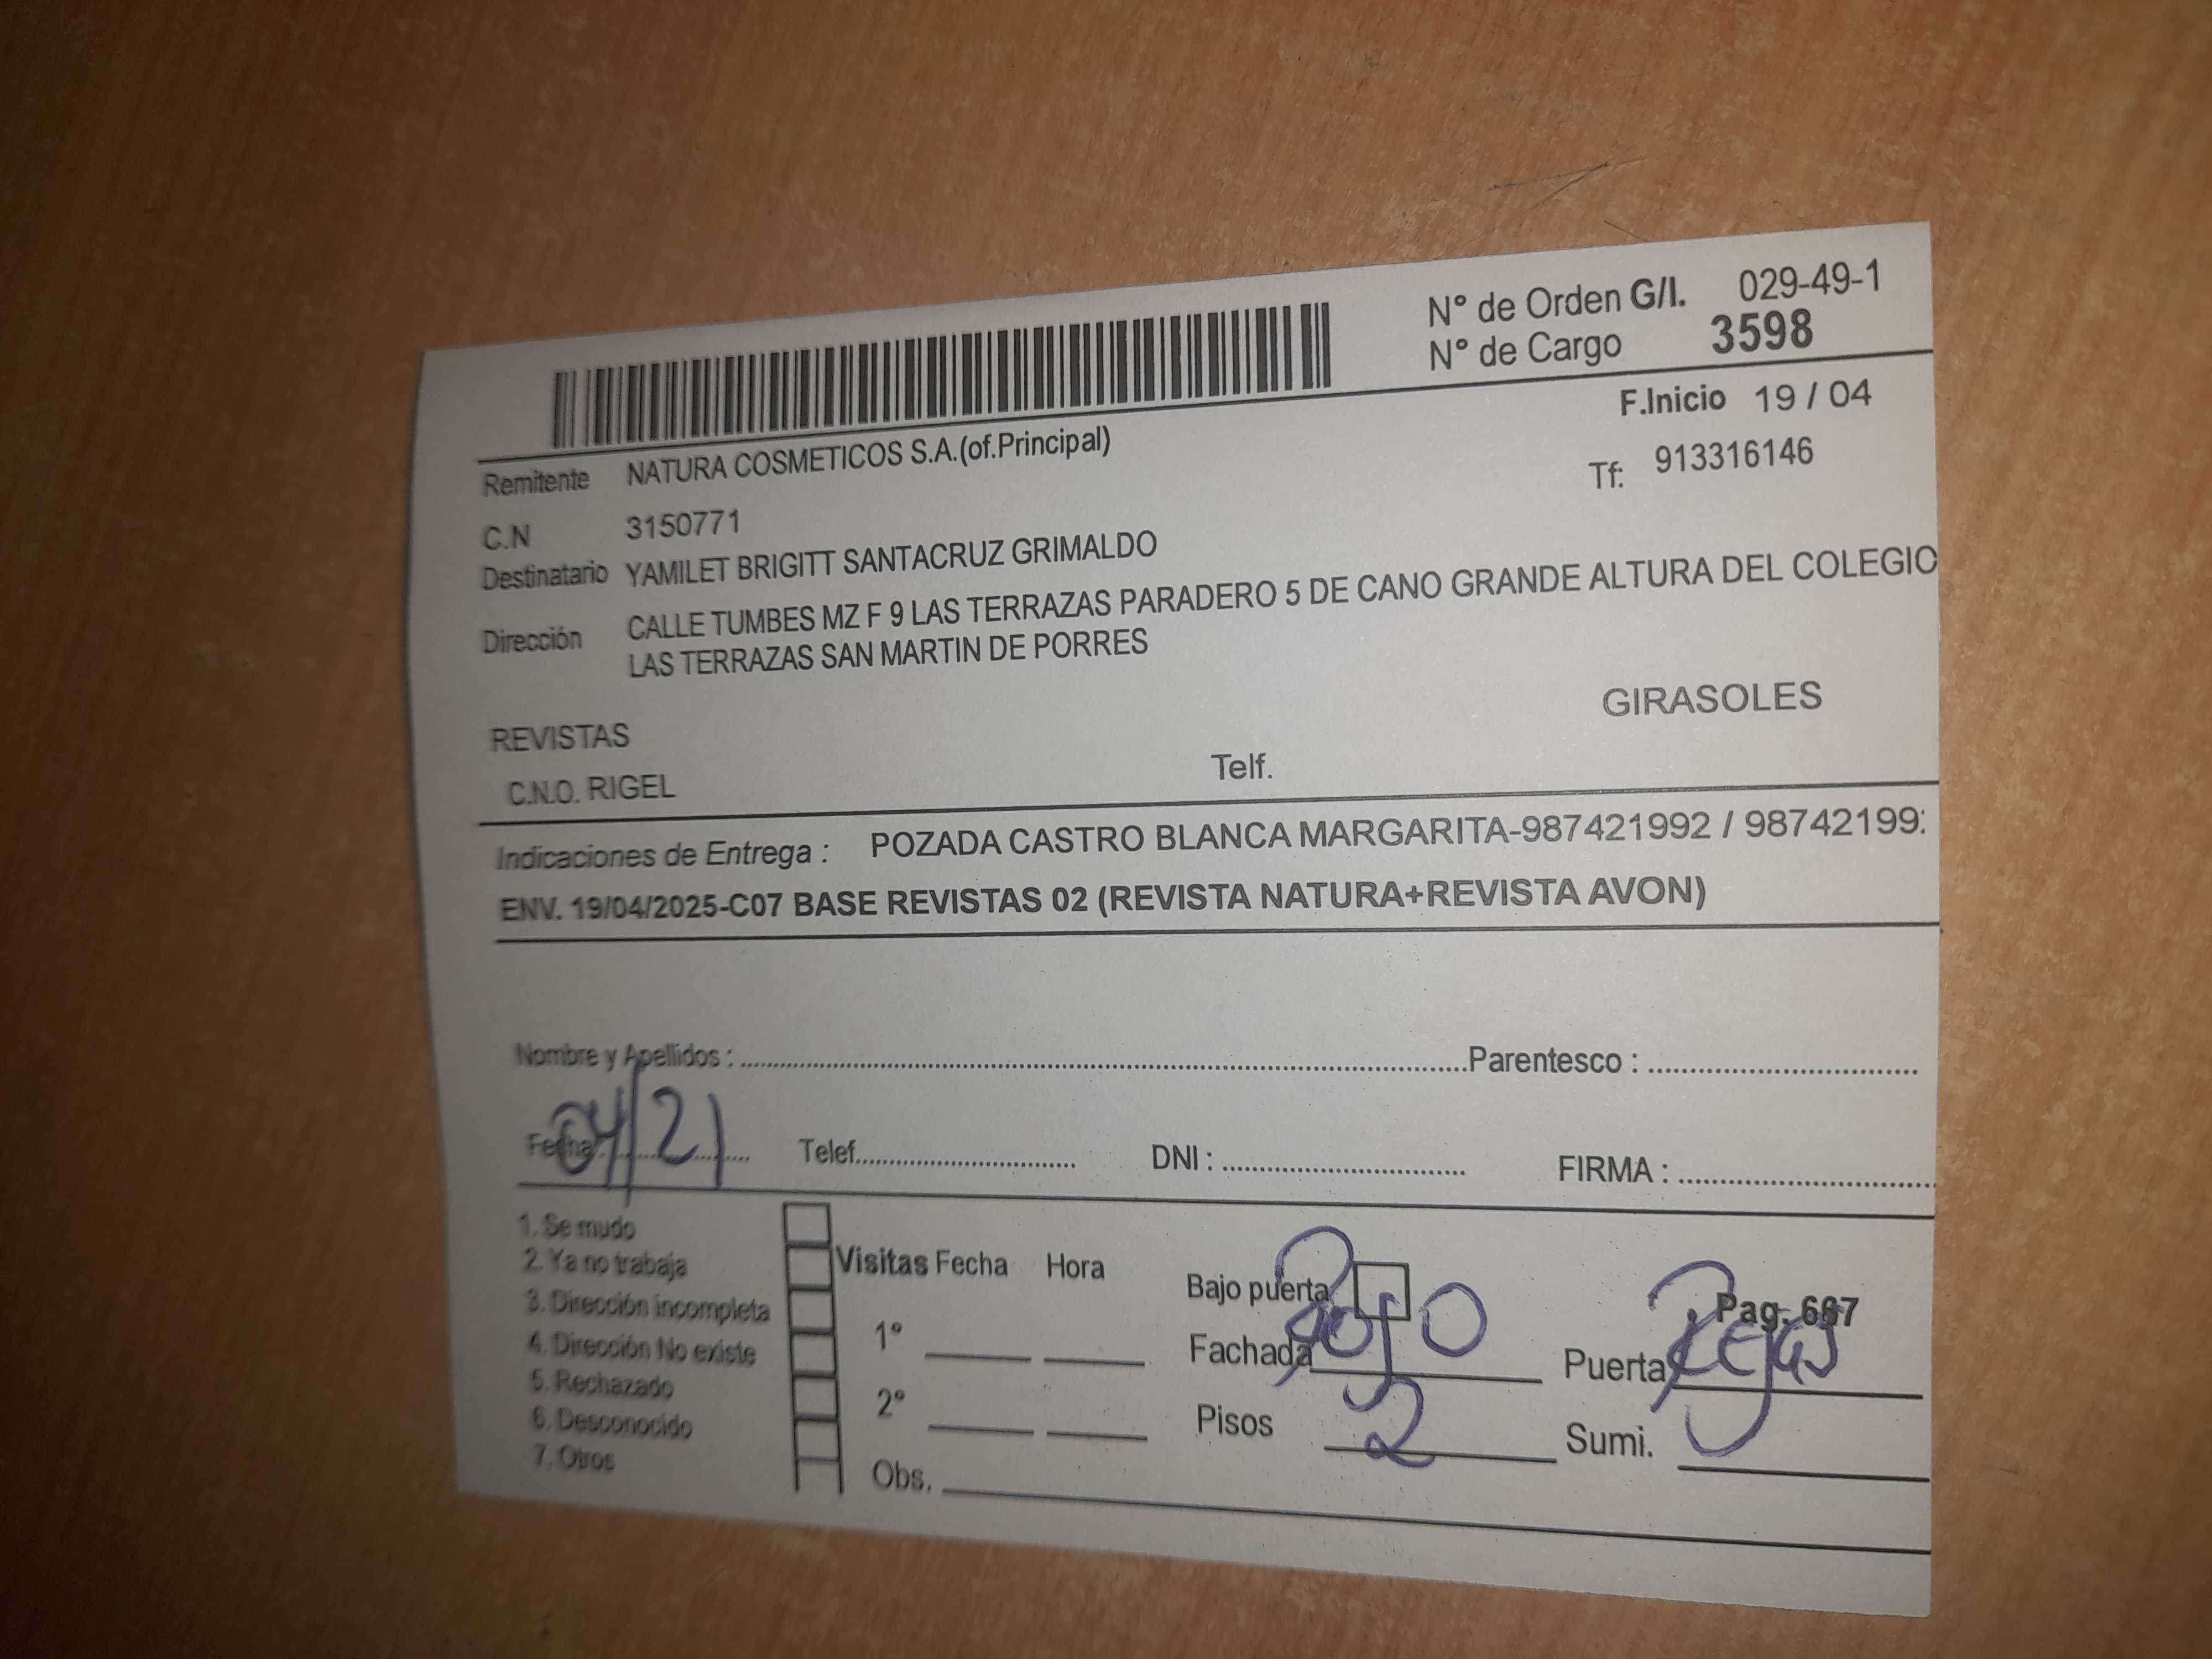 N° de Orden G/I. 029-49-1
N° de Cargo 3598
F.Inicio 19 / 04
Remitente NATURA COSMETICOS S.A.(of.Principal)
Tf: 913316146
C.N 3150771
Destinatario YAMILET BRIGITT SANTACRUZ GRIMALDO
Dirección CALLE TUMBES MZ F 9 LAS TERRAZAS PARADERO 5 DE CANO GRANDE ALTURA DEL COLEGIO
LAS TERRAZAS SAN MARTIN DE PORRES
GIRASOLES
REVISTAS
C.N.O. RIGEL Telf.
Indicaciones de Entrega : POZADA CASTRO BLANCA MARGARITA-987421992 / 98742199
ENV. 19/04/2025-C07 BASE REVISTAS 02 (REVISTA NATURA+REVISTA AVON)
Nombre y Apellidos : Parentesco :
Fecha: 04/21 Telef. DNI : FIRMA :
1. Se mudo
2. Ya no trabaja
3. Dirección incompleta
4. Dirección No existe
5. Rechazado
6. Desconocido
7. Otros
Visitas Fecha Hora
1°
2°
Obs.
Bajo puerta
Fachada Rojo
Pisos 2
Pag. 667
Puerta Rejas
Sumi.